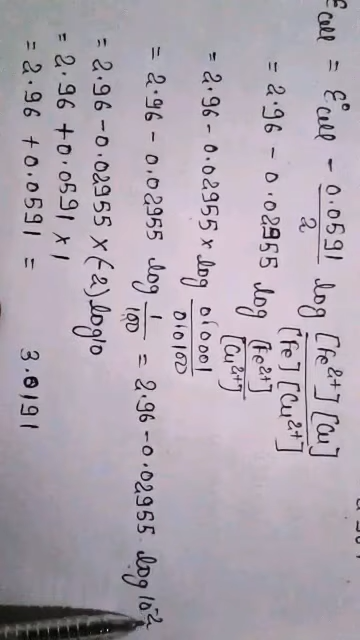 Ecell = E°cell - 0.0591/2 log [Fe2+][Cu]/[Fe][Cu2+]
= 2.96 - 0.02955 log [Fe2+]/[Cu2+]
= 2.96 - 0.02955 x log 0.0001/0.0100
= 2.96 - 0.02955 log 1/100 = 2.96 - 0.02955 log 10-2
= 2.96 - 0.02955 x (-2) log10
= 2.96 + 0.0591 x 1
= 2.96 + 0.0591 = 3.0191